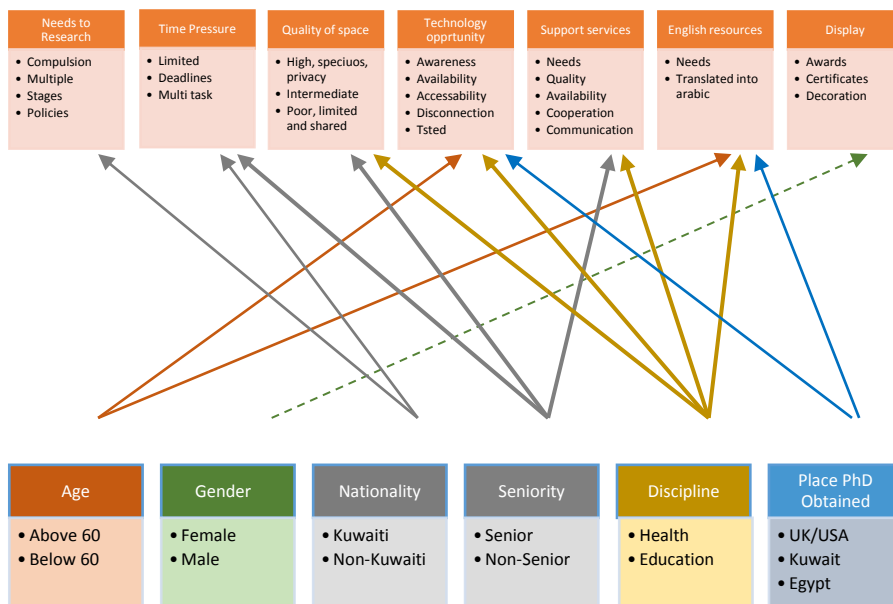 Needs to
Research
• Compulsion
• Multiple
• Stages
• Policies
Time Pressure
• Limited
• Deadlines
• Multi task
Quality of space
• High, speciuos,
privacy
• Intermediate
• Poor, limited
and shared
Technology
opprtunity
• Awareness
• Availability
• Accessability
• Disconnection
• Tsted
Support services
• Needs
• Quality
• Availability
• Cooperation
• Communication
English resources
• Needs
• Translated into
arabic
Display
• Awards
• Certificates
• Decoration
Age
• Above 60
• Below 60
Gender
• Female
• Male
Nationality
• Kuwaiti
• Non-Kuwaiti
Seniority
• Senior
• Non-Senior
Discipline
• Health
• Education
Place PhD
Obtained
• UK/USA
• Kuwait
• Egypt